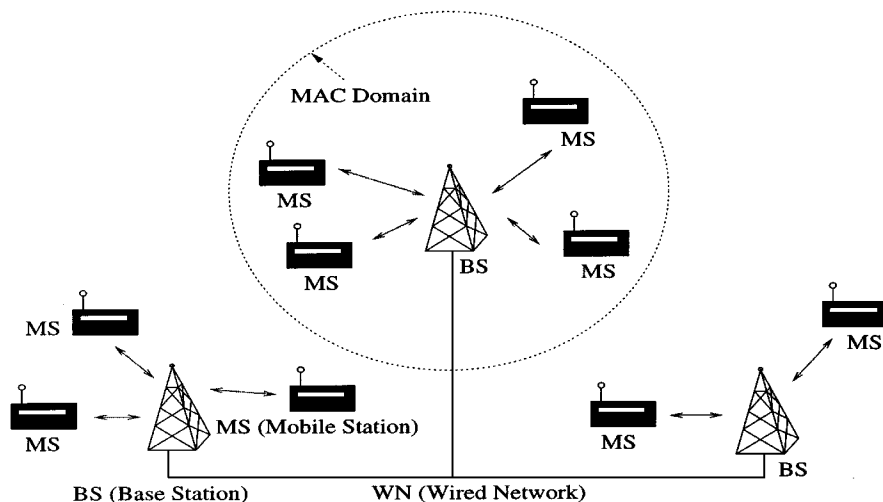 MAC Domain
MS
MS
MS
MS
BS
MS
MS
MS
MS (Mobile Station)
MS
MS
BS
BS (Base Station)
WN (Wired Network)